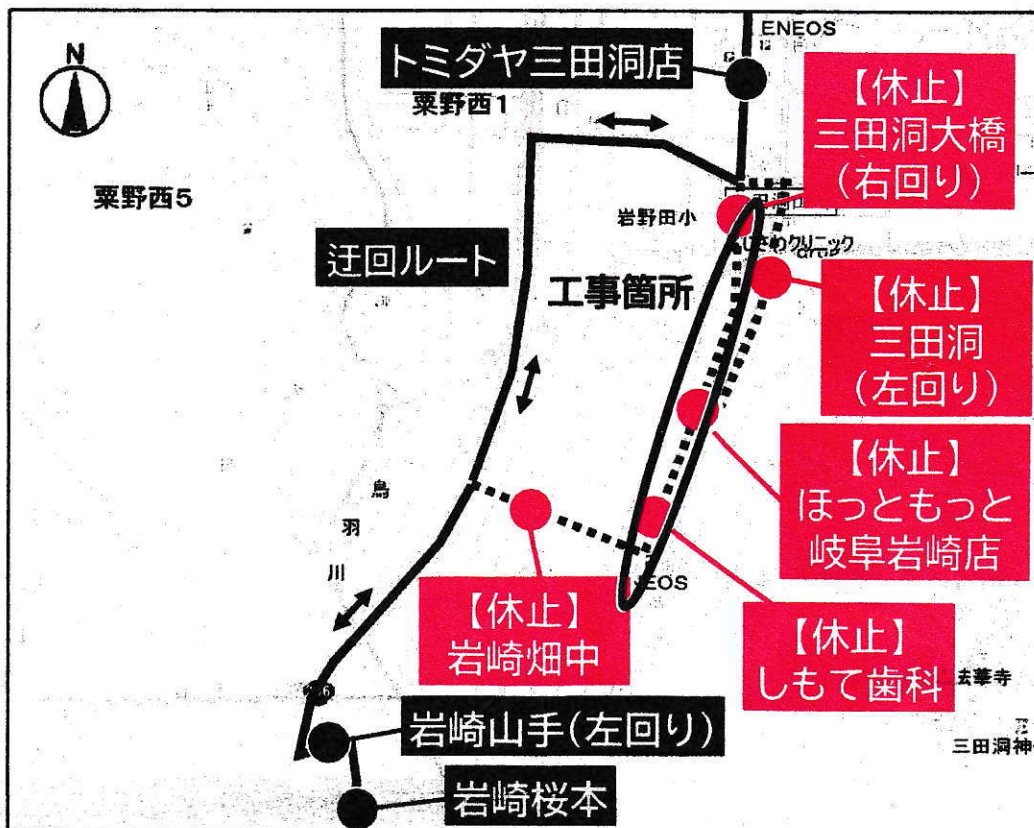 N
ENEOS
トミダヤ三田洞店
粟野西1
【休止】
三田洞大橋
(右回り)
粟野西5
岩野田小
迂回ルート
工事箇所
【休止】
三田洞
(左回り)
【休止】
ほっともっと
岐阜岩崎店
鳥
羽
川
EOS
【休止】
岩崎畑中
【休止】
しもて歯科
法華寺
岩崎山手(左回り)
三田洞神
岩崎桜本